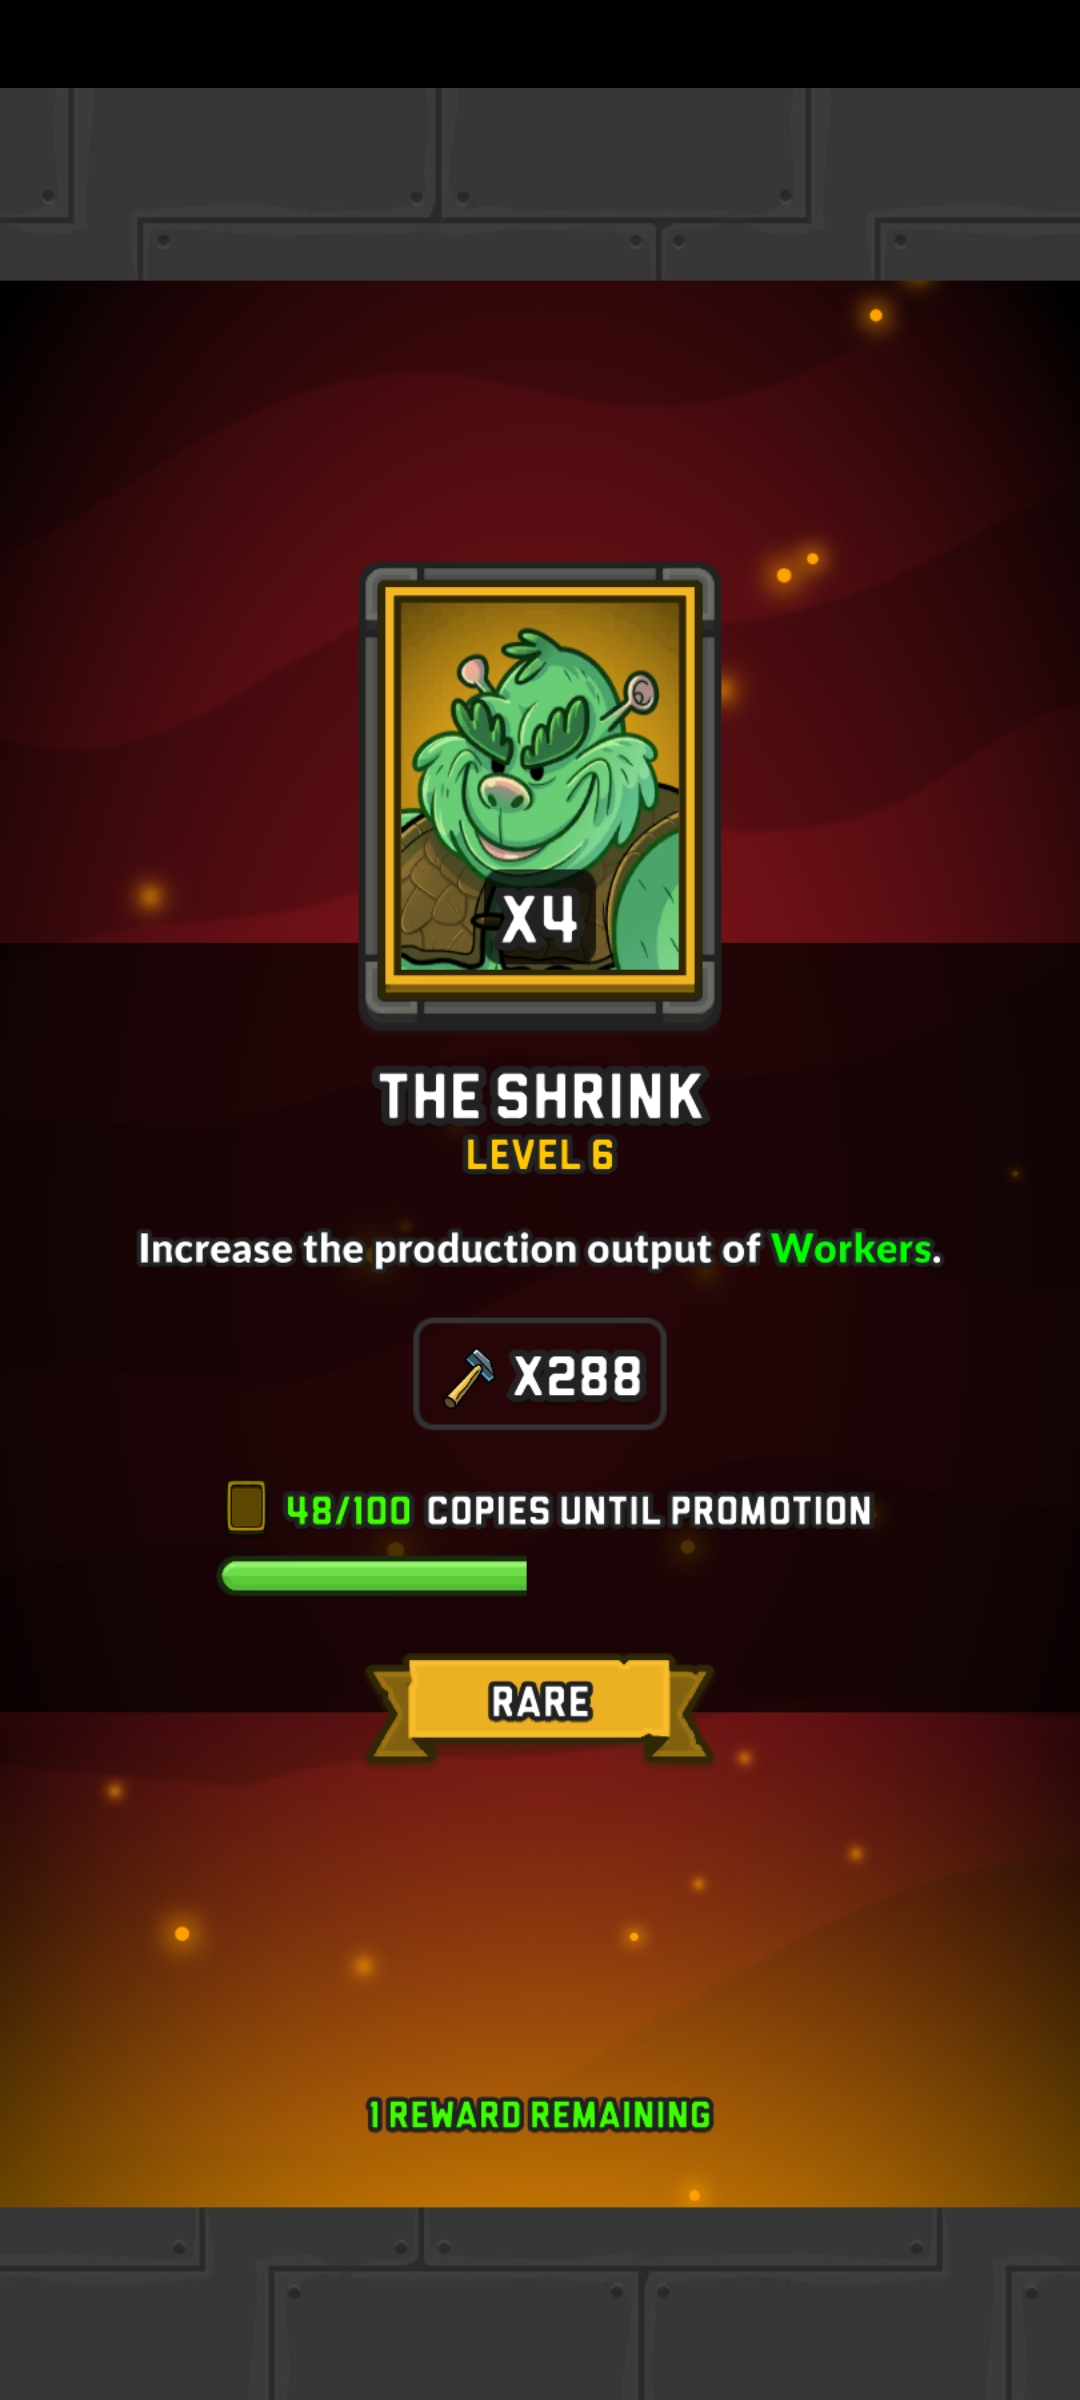 X4
THE SHRINK
LEVEL 6
Increase the production output of Workers.
X288
48/100 COPIES UNTIL PROMOTION
RARE
1 REWARD REMAINING